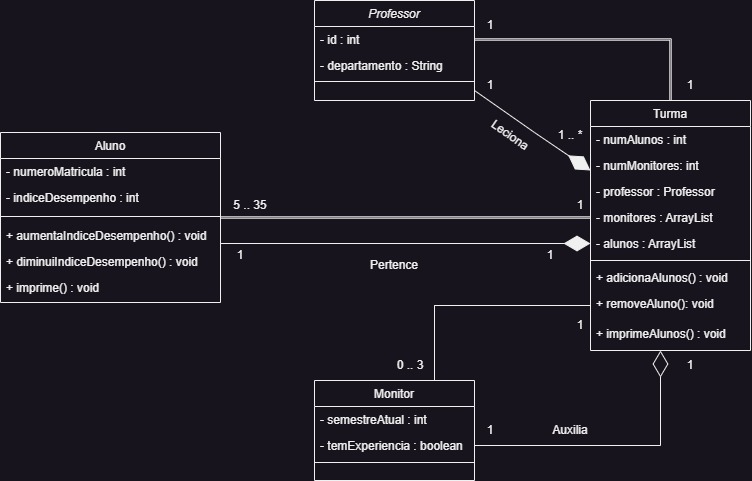 Professor
- id : int
- departamento : String
1
1
1
1 .. *
Leciona
Turma
- numAlunos : int
- numMonitores: int
- professor : Professor
- monitores : ArrayList
- alunos : ArrayList
+ adicionaAlunos() : void
+ removeAluno(): void
+ imprimeAlunos() : void
Aluno
- numeroMatricula : int
- indiceDesempenho : int
+ aumentaIndiceDesempenho() : void
+ diminuiIndiceDesempenho() : void
+ imprime() : void
5 .. 35
1
1
1
Pertence
1
0 .. 3
1
Monitor
- semestreAtual : int
- temExperiencia : boolean
1
Auxilia